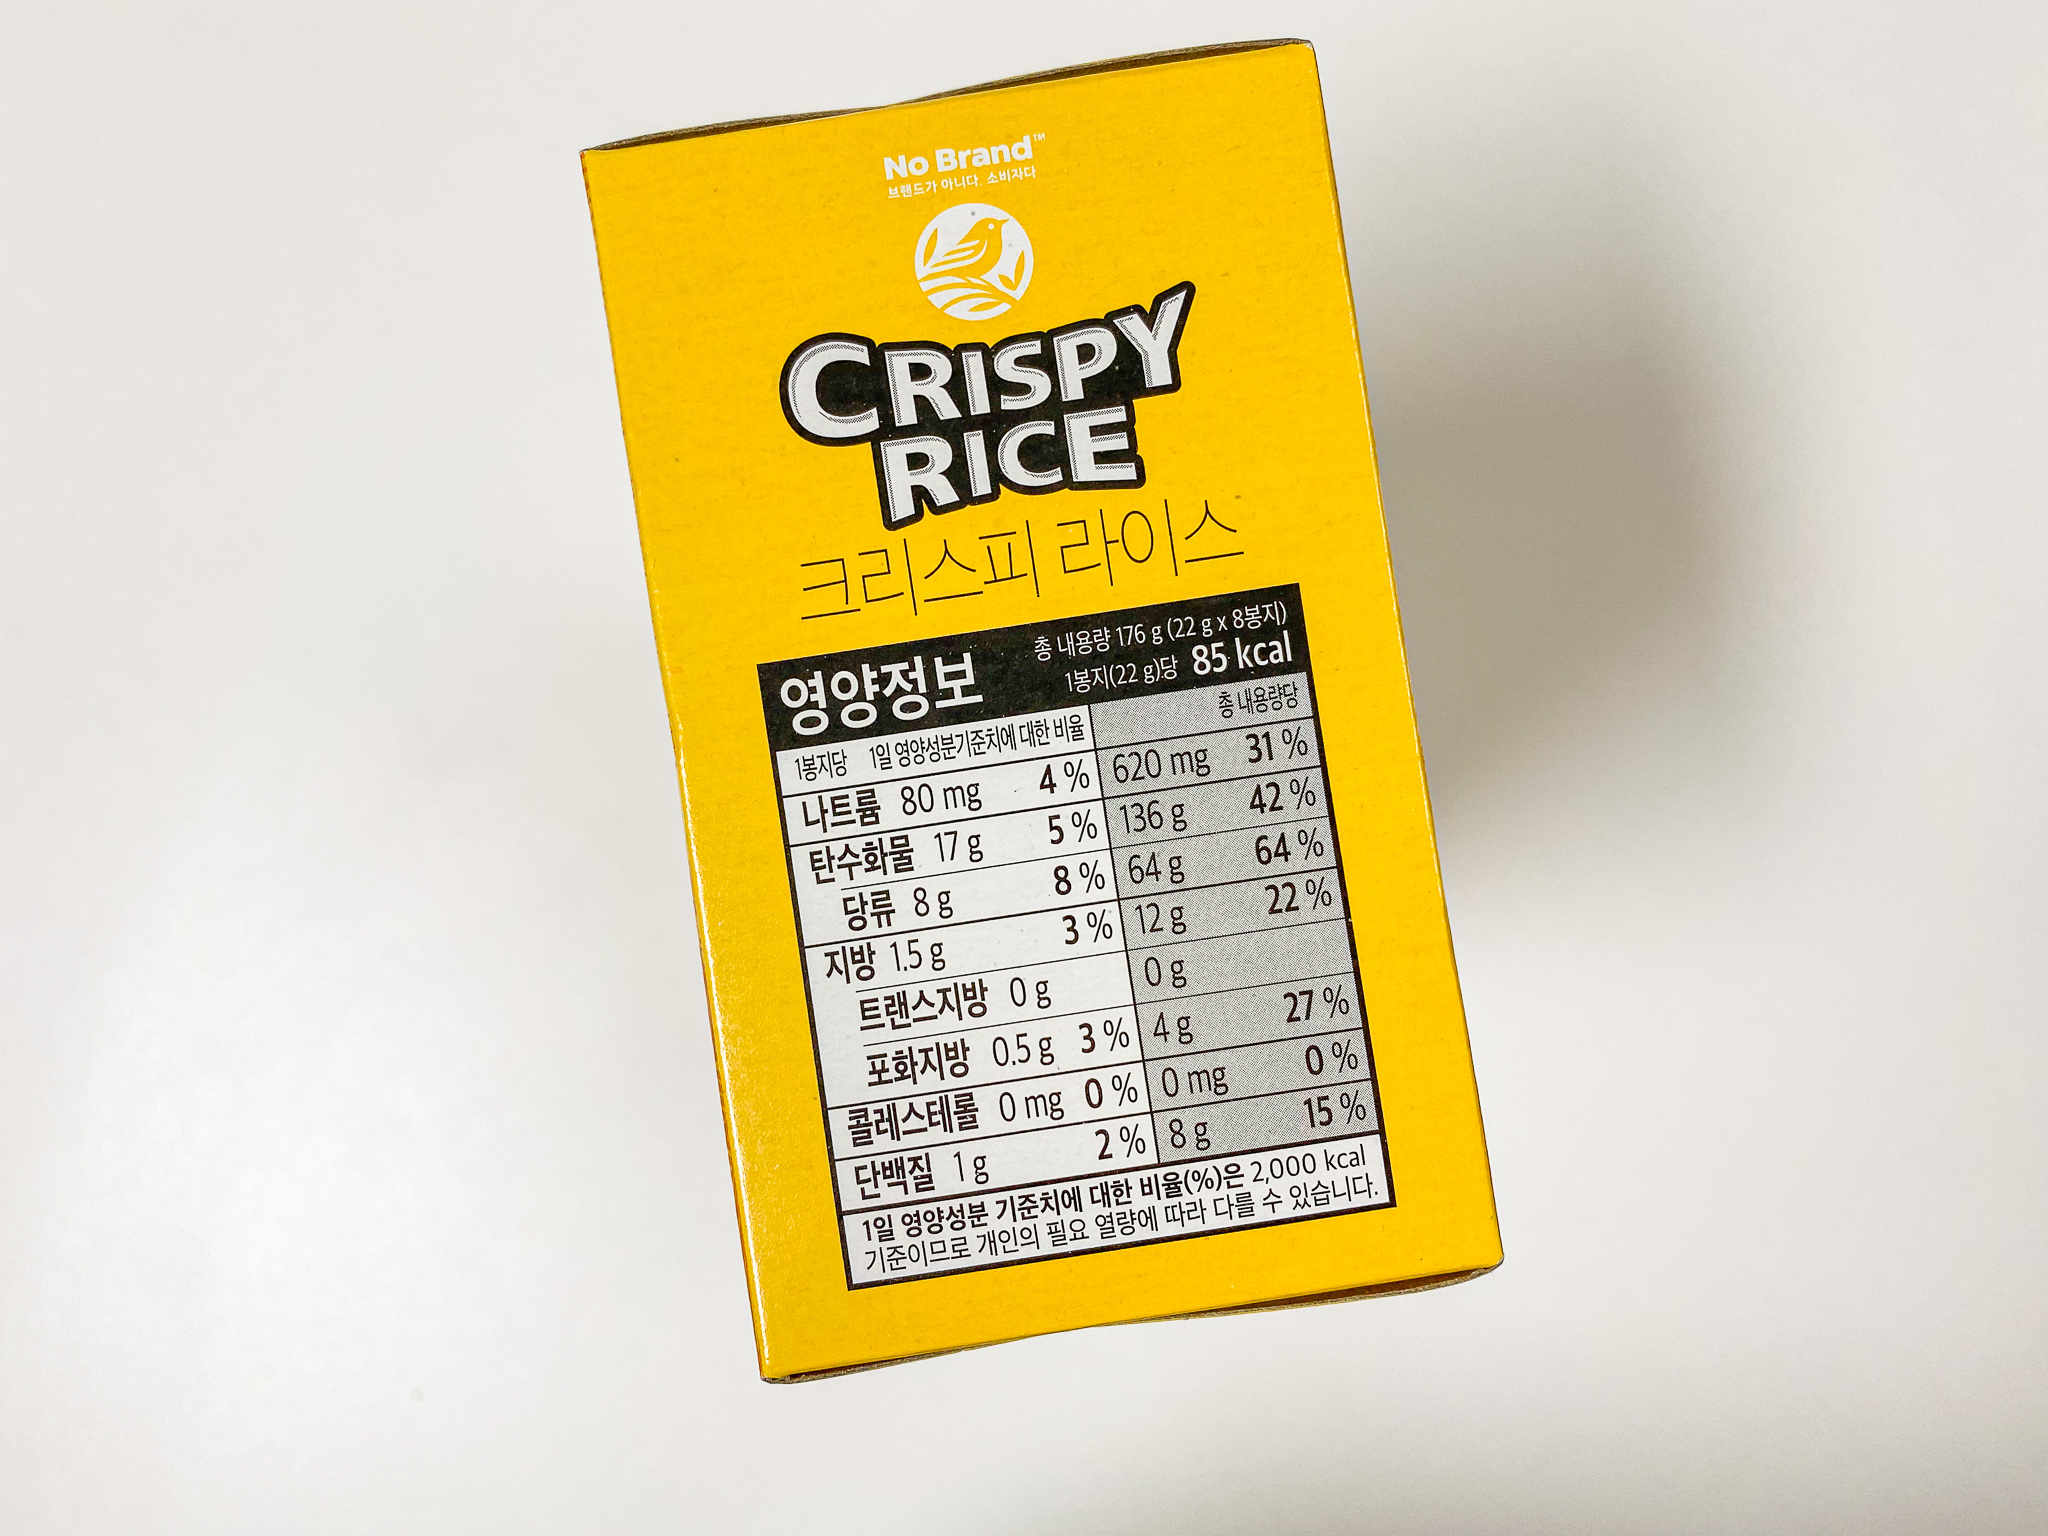 No Brand™
브랜드가 아니다. 소비자다
CRISPY
RICE
크리스피 라이스
영양정보
총 내용량 176 g (22 g x 8봉지)
1봉지(22 g)당 85 kcal
1봉지당 1일 영양성분기준치에 대한 비율 총 내용량당
나트륨 80 mg 4 % 620 mg 31 %
탄수화물 17 g 5 % 136 g 42 %
당류 8 g 8 % 64 g 64 %
지방 1.5 g 3 % 12 g 22 %
트랜스지방 0 g 0 g
포화지방 0.5 g 3 % 4 g 27 %
콜레스테롤 0 mg 0 % 0 mg 0 %
단백질 1 g 2 % 8 g 15 %
1일 영양성분 기준치에 대한 비율(%)은 2,000 kcal
기준이므로 개인의 필요 열량에 따라 다를 수 있습니다.